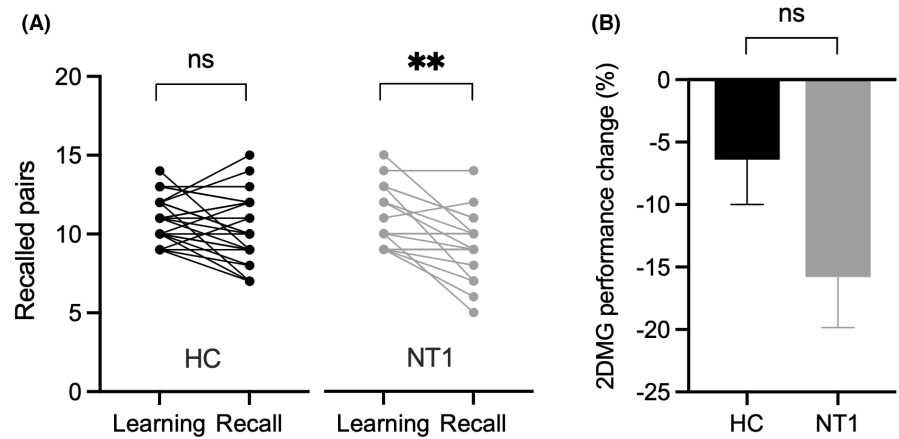 (A)
ns
**
20
15
10
5
0
Recalled pairs
HC
NT1
Learning Recall
Learning Recall
(B)
ns
0
-5
-10
-15
-20
-25
2DMG performance change (%)
HC
NT1